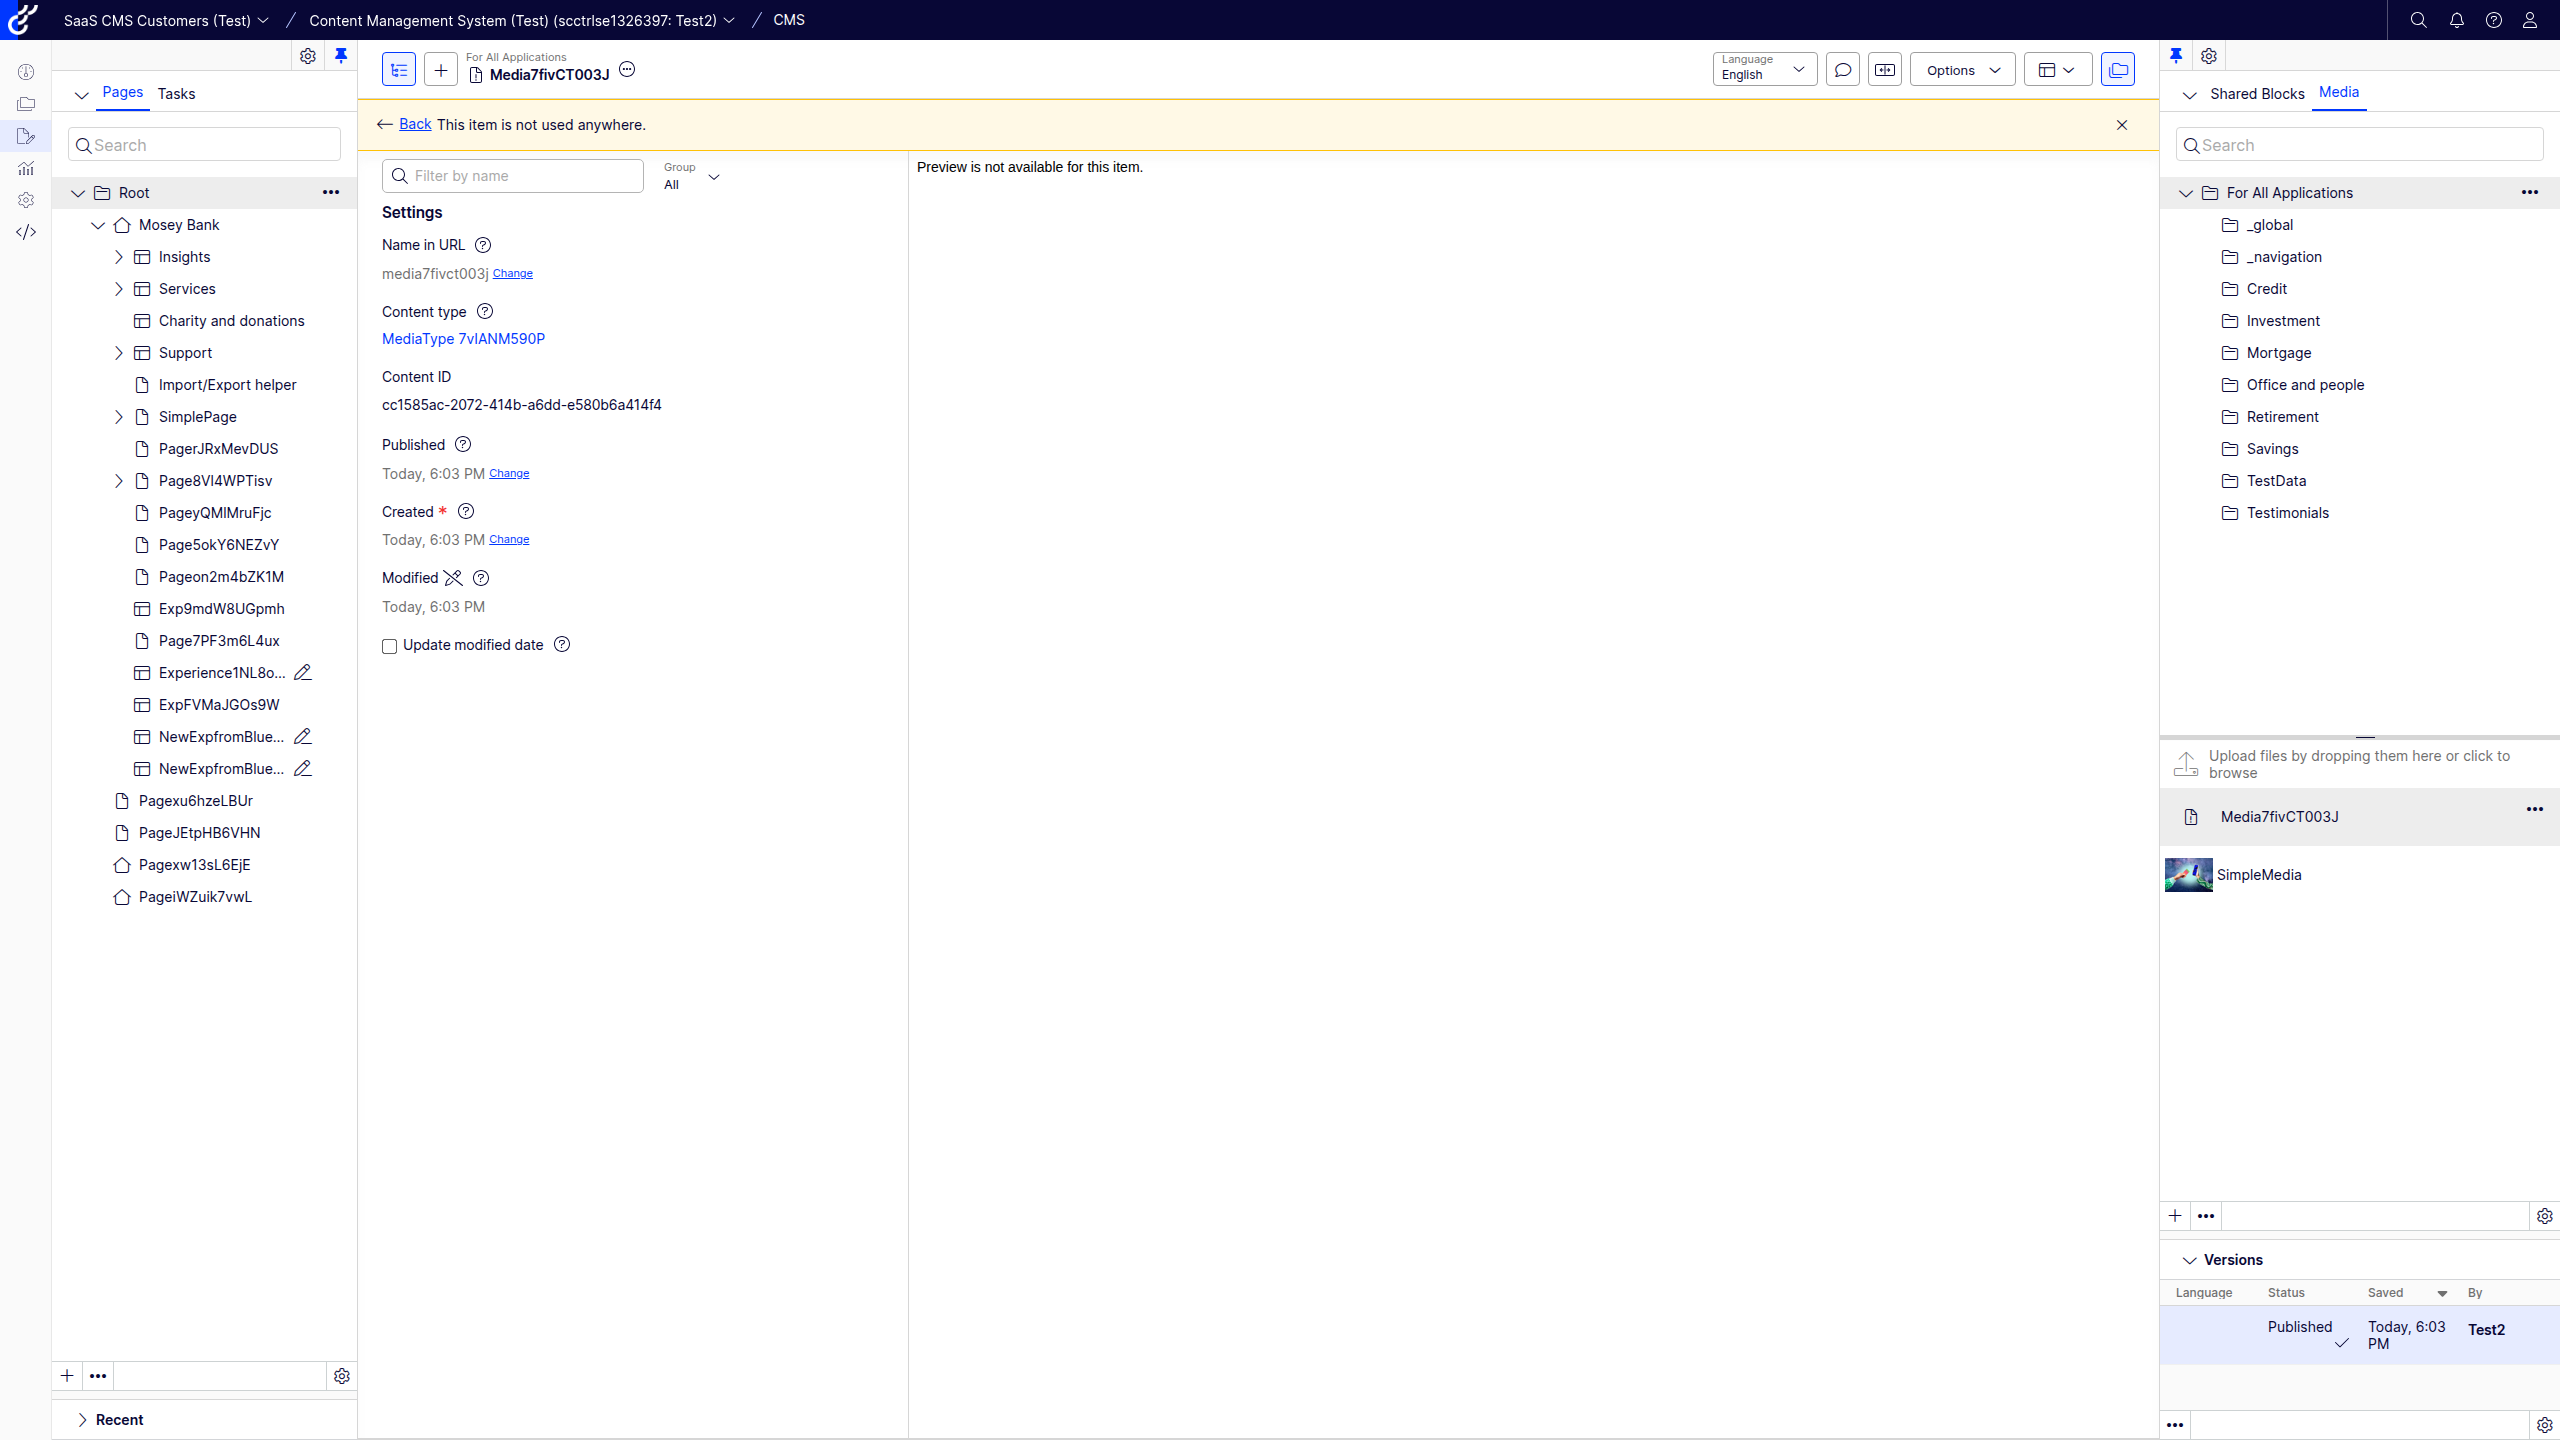 SaaS CMS Customers (Test)
Content Management System (Test) (scctrlse1326397: Test2)
CMS
Pages
Tasks
Search
Root
Mosey Bank
Insights
Services
Charity and donations
Support
Import/Export helper
SimplePage
PagerJRxMevDUS
Page8VI4WPTisv
PageyQMIMruFjc
Page5okY6NEZvY
Pageon2m4bZK1M
Exp9mdW8UGpmh
Page7PF3m6L4ux
Experience1NL8o...
ExpFVMaJGOs9W
NewExpfromBlue...
NewExpfromBlue...
Pagexu6hzeLBUr
PageJEtpHB6VHN
Pagexw13sL6EjE
PageiWZuik7vwL
Recent
For All Applications
Media7fivCT003J
Language
English
Options
Back This item is not used anywhere.
Filter by name
Group
All
Settings
Name in URL
media7fivct003j Change
Content type
MediaType 7vIANM590P
Content ID
cc1585ac-2072-414b-a6dd-e580b6a414f4
Published
Today, 6:03 PM Change
Created *
Today, 6:03 PM Change
Modified
Today, 6:03 PM
Update modified date
Preview is not available for this item.
Shared Blocks
Media
Search
For All Applications
_global
_navigation
Credit
Investment
Mortgage
Office and people
Retirement
Savings
TestData
Testimonials
Upload files by dropping them here or click to
browse
Media7fivCT003J
SimpleMedia
Versions
Language Status Saved By
Published Today, 6:03 Test2
PM